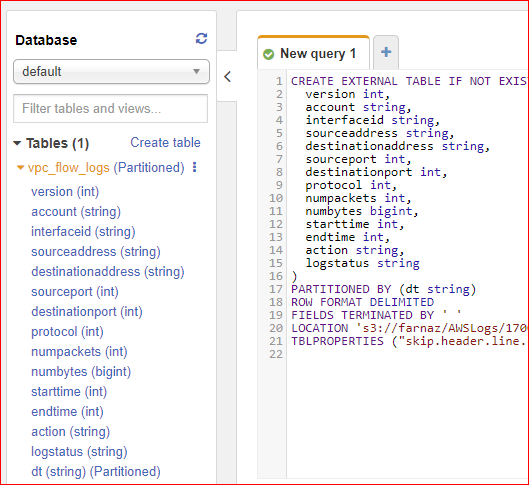 Database
default
Filter tables and views...
Tables (1) Create table
vpc_flow_logs (Partitioned)
version (int)
account (string)
interfaceid (string)
sourceaddress (string)
destinationaddress (string)
sourceport (int)
destinationport (int)
protocol (int)
numpackets (int)
numbytes (bigint)
starttime (int)
endtime (int)
action (string)
logstatus (string)
dt (string) (Partitioned)
New query 1 +
1 CREATE EXTERNAL TABLE IF NOT EXIS
2 version int,
3 account string,
4 interfaceid string,
5 sourceaddress string,
6 destinationaddress string,
7 sourceport int,
8 destinationport int,
9 protocol int,
10 numpackets int,
11 numbytes bigint,
12 starttime int,
13 endtime int,
14 action string,
15 logstatus string
16 )
17 PARTITIONED BY (dt string)
18 ROW FORMAT DELIMITED
19 FIELDS TERMINATED BY ' '
20 LOCATION 's3://farnaz/AWSLogs/170
21 TBLPROPERTIES ("skip.header.line.
22